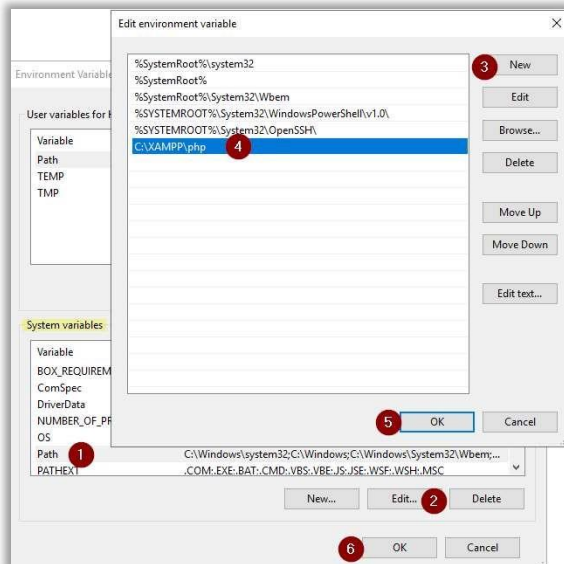 Edit environment variable
%SystemRoot%\system32
%SystemRoot%
%SystemRoot%\System32\Wbem
%SYSTEMROOT%\System32\WindowsPowerShell\v1.0\
%SYSTEMROOT%\System32\OpenSSH\
C:\XAMPP\php
4
3
New
Edit
Browse...
Delete
Move Up
Move Down
Edit text...
5
OK
Cancel
Environment Variable
User variables for
Variable
Path
TEMP
TMP
System variables
Variable
BOX_REQUIREM
ComSpec
DriverData
NUMBER_OF_PR
OS
Path 1 C:\Windows\system32;C:\Windows;C:\Windows\System32\Wbem;...
PATHEXT .COM;.EXE;.BAT;.CMD;.VBS;.VBE;.JS;.JSE;.WSF;.WSH;.MSC
New...
Edit...
2
Delete
6
OK
Cancel